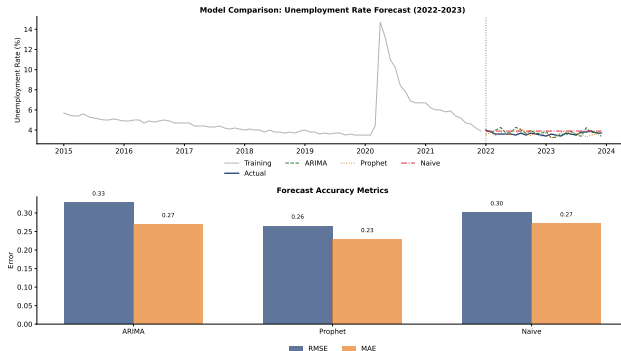 Model Comparison: Unemployment Rate Forecast (2022-2023)
Unemployment Rate (%)
14
12
10
8
6
4
2015 2016 2017 2018 2019 2020 2021 2022 2023 2024
Training ARIMA Prophet Naive
Actual
Forecast Accuracy Metrics
Error
0.30
0.25
0.20
0.15
0.10
0.05
0.00
0.33 0.27 0.26 0.23 0.30 0.27
ARIMA Prophet Naive
RMSE MAE